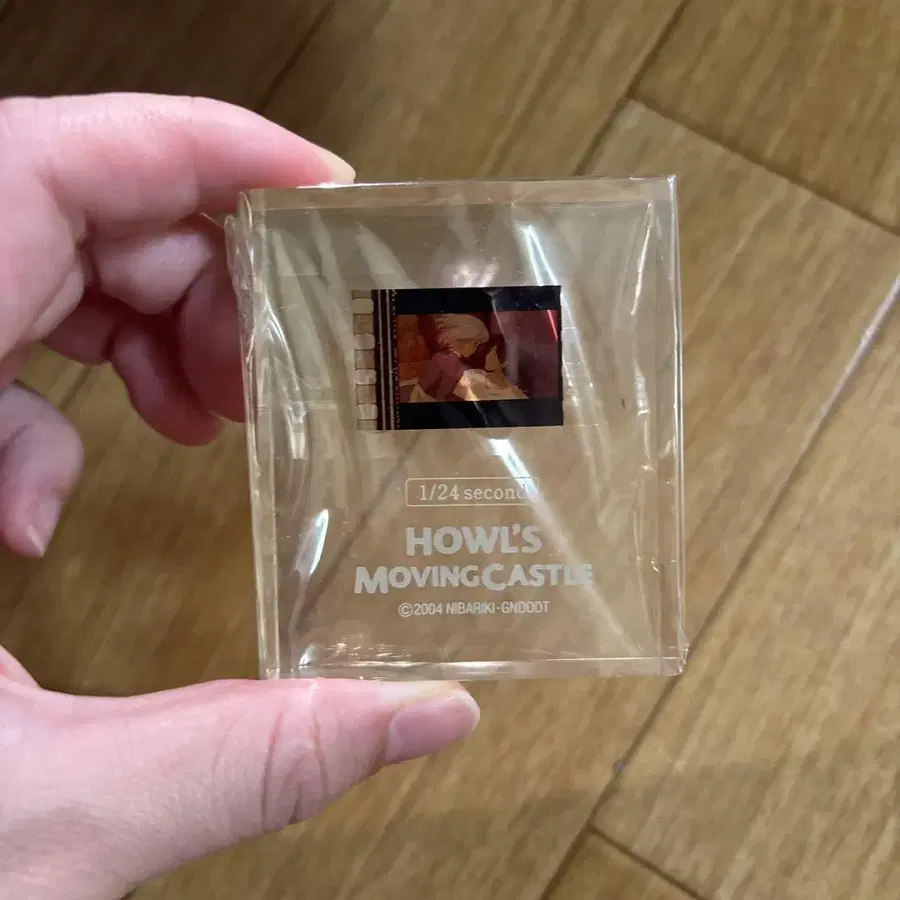 1/24 second
HOWL'S
MOVING CASTLE
©2004 NIBARIKI·GNDDDT